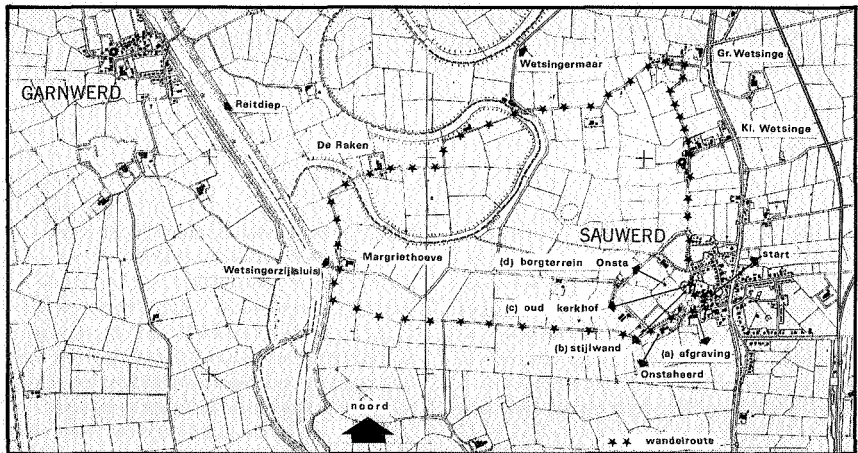 Wetsingermaar
Gr. Wetsinge
GARNWERD
Reitdiep
Kl. Wetsinge
De Raken
SAUWERD
Margriethoeve
(d) borgterrein Onsta
start
Wetsingerzijlsluis
(c) oud kerkhof
(b) stijlwand
(a) afgraving
Onstaheerd
noord
wandelroute